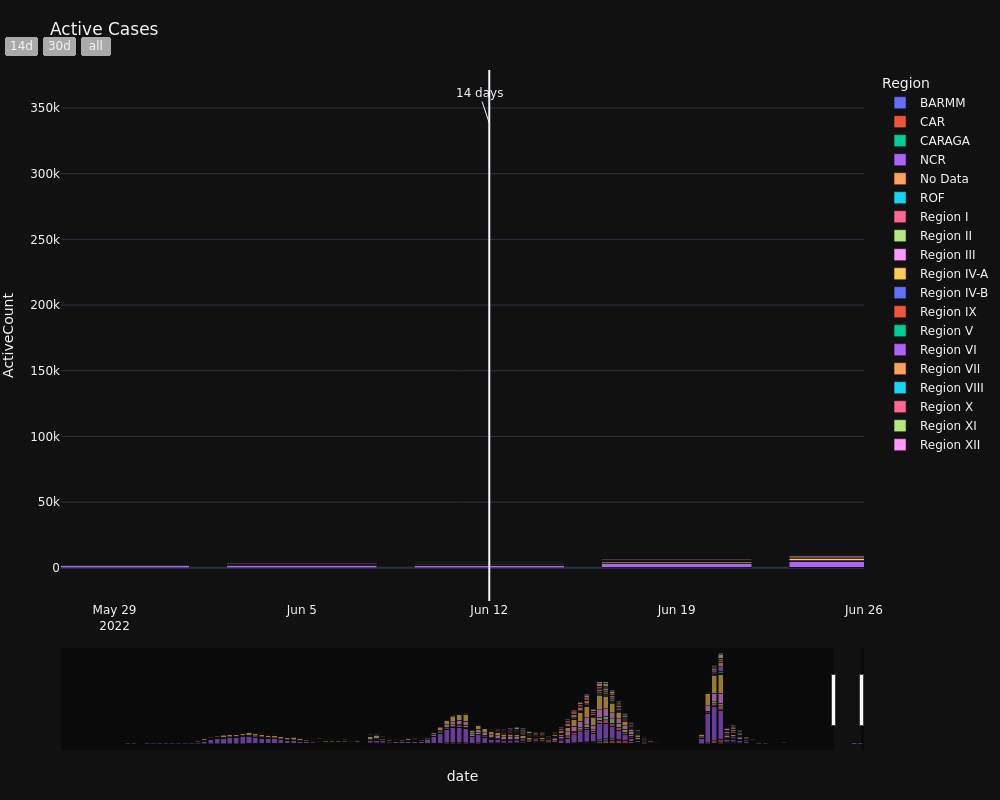 Active Cases
14d 30d all
14 days
350k
300k
250k
200k
150k
100k
50k
0
ActiveCount
May 29 Jun 5 Jun 12 Jun 19 Jun 26
2022
date
Region
BARMM
CAR
CARAGA
NCR
No Data
ROF
Region I
Region II
Region III
Region IV-A
Region IV-B
Region IX
Region V
Region VI
Region VII
Region VIII
Region X
Region XI
Region XII